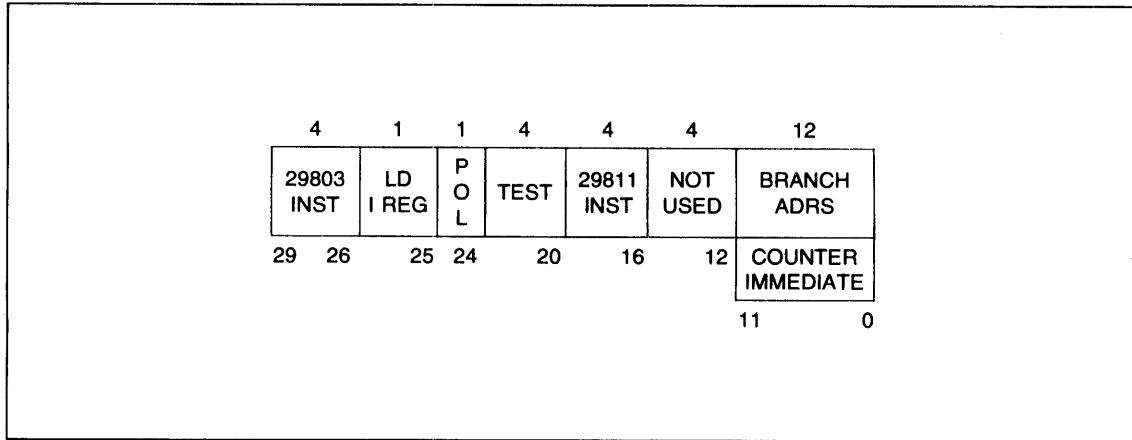 4 1 1 4 4 4 12
29803 INST
LD I REG
P O L
TEST
29811 INST
NOT USED
BRANCH ADRS
29 26 25 24 20 16 12
COUNTER IMMEDIATE
11 0